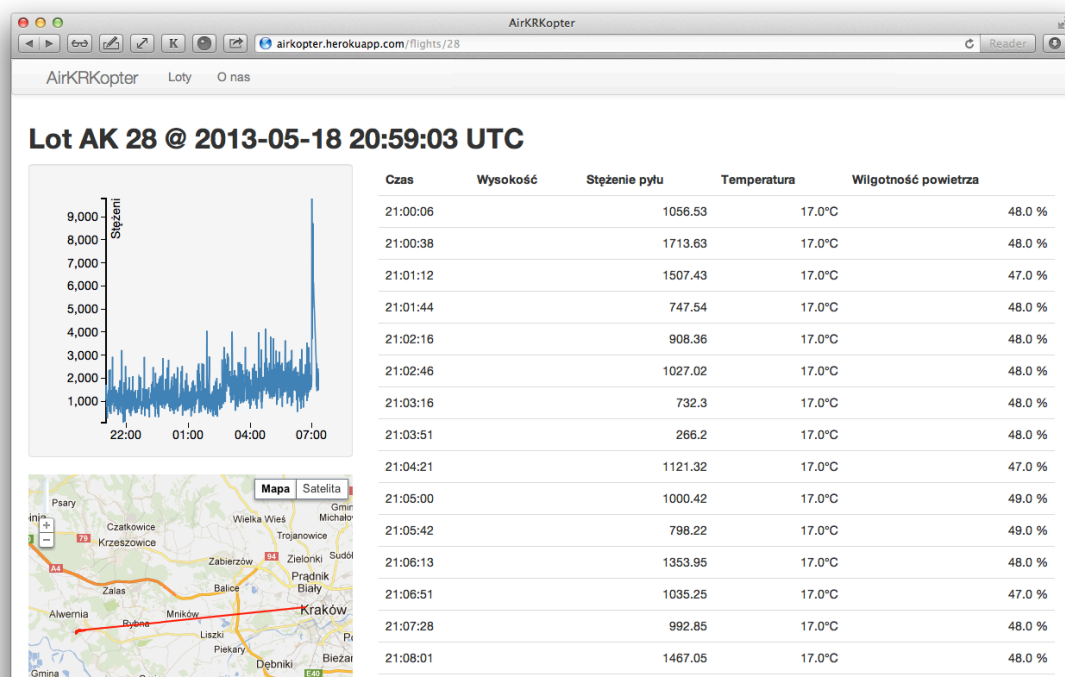 AirKRKopter
K
airkopter.herokuapp.com/flights/28
Reader
AirKRKopter Loty O nas
Lot AK 28 @ 2013-05-18 20:59:03 UTC
Stężeni
9,000
8,000
7,000
6,000
5,000
4,000
3,000
2,000
1,000
22:00 01:00 04:00 07:00
Mapa Satelita
Psary
Gmin
Wielka Wieś Michało
Czatkowice
79 Krzeszowice
Trojanowice
Zabierzów 94 Zielonki Sudół
A4
Prądnik
Biały
Zalas Balice
Alwernia Mników Kraków
Rybna
Liszki
Piekary
Dębniki Bieżan
Gmina
E40
Czas Wysokość Stężenie pyłu Temperatura Wilgotność powietrza
21:00:06 1056.53 17.0°C 48.0 %
21:00:38 1713.63 17.0°C 48.0 %
21:01:12 1507.43 17.0°C 47.0 %
21:01:44 747.54 17.0°C 48.0 %
21:02:16 908.36 17.0°C 48.0 %
21:02:46 1027.02 17.0°C 48.0 %
21:03:16 732.3 17.0°C 48.0 %
21:03:51 266.2 17.0°C 48.0 %
21:04:21 1121.32 17.0°C 47.0 %
21:05:00 1000.42 17.0°C 49.0 %
21:05:42 798.22 17.0°C 49.0 %
21:06:13 1353.95 17.0°C 48.0 %
21:06:51 1035.25 17.0°C 47.0 %
21:07:28 992.85 17.0°C 48.0 %
21:08:01 1467.05 17.0°C 48.0 %